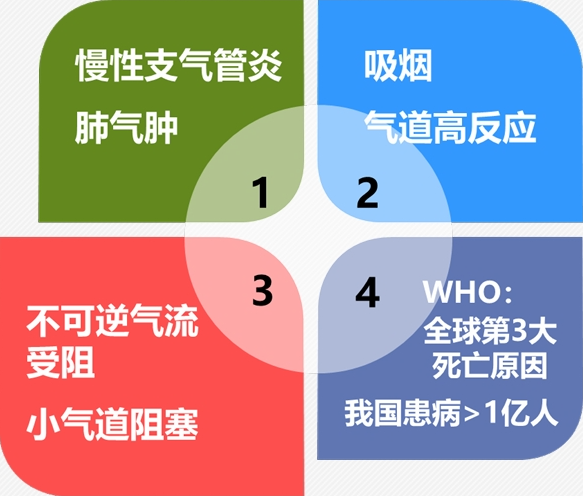 慢性支气管炎
肺气肿
1
吸烟
气道高反应
2
3
不可逆气流
受阻
小气道阻塞
4
WHO：
全球第3大
死亡原因
我国患病>1亿人